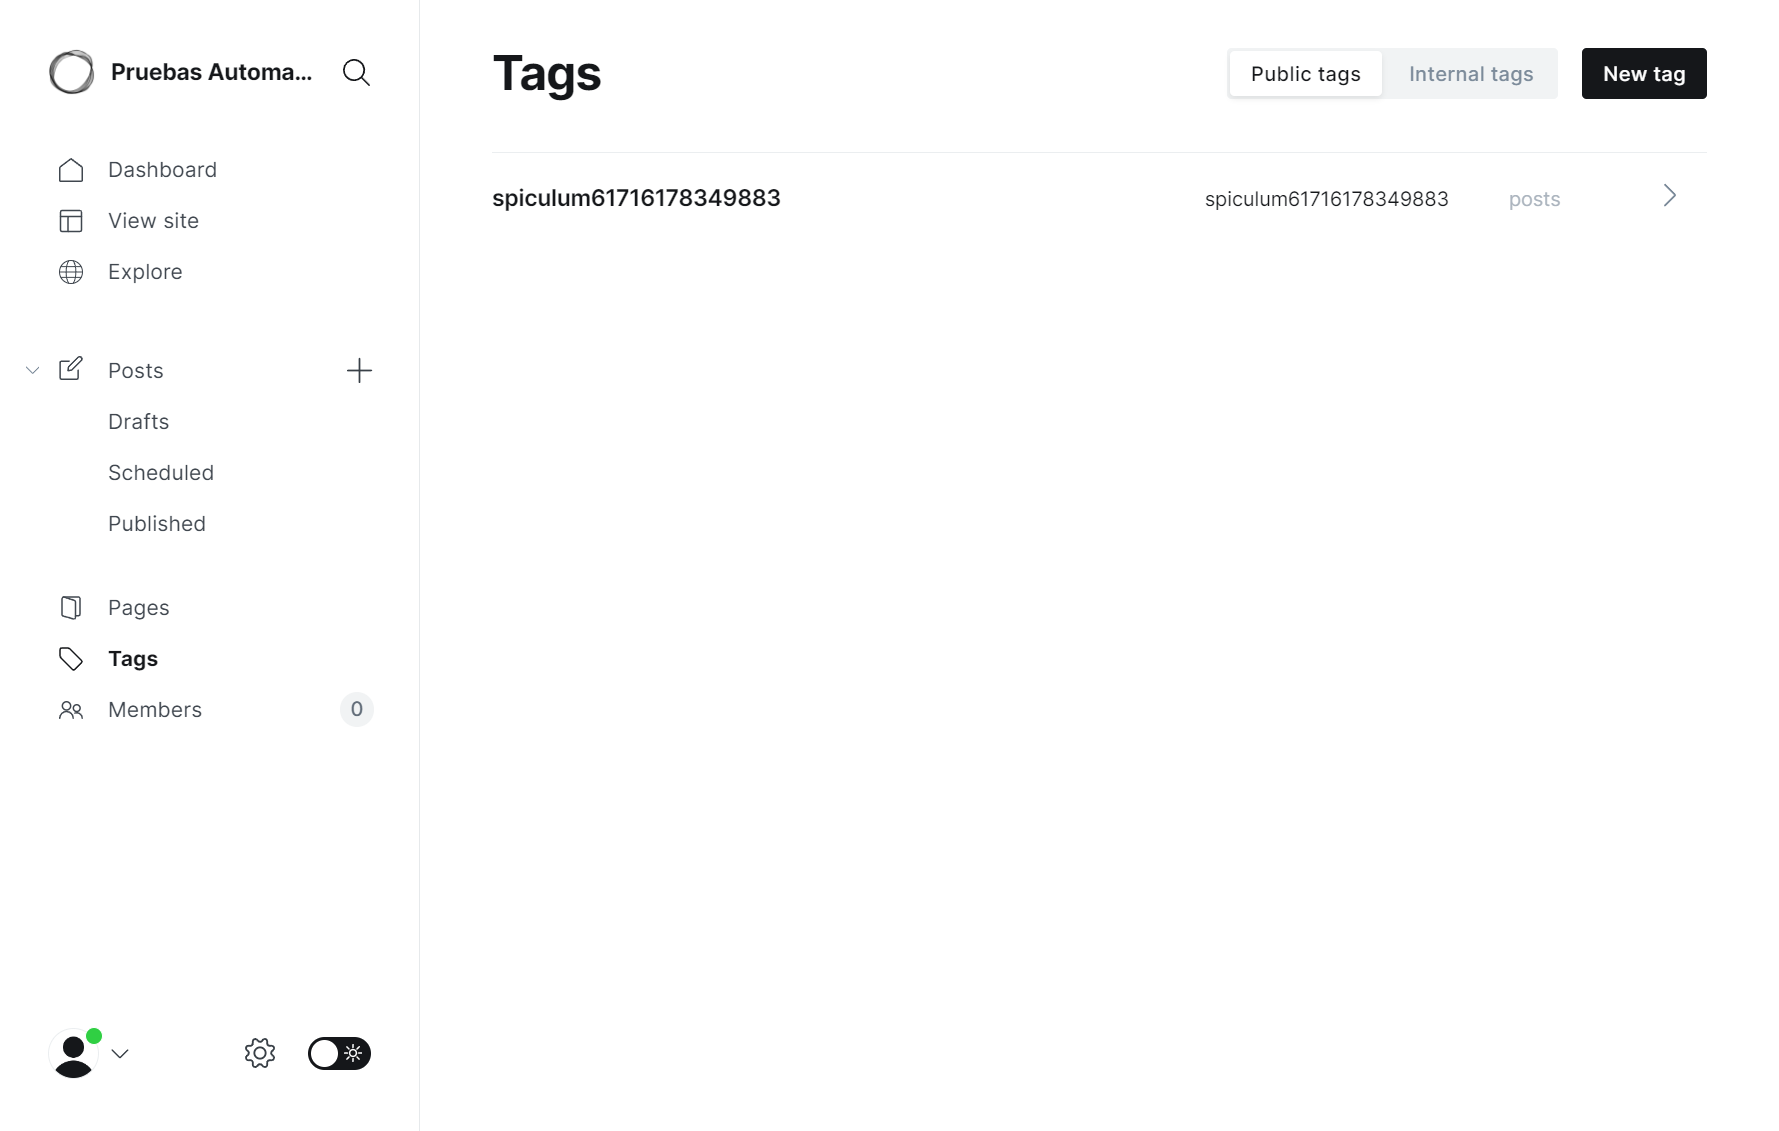 Pruebas Automa...
Dashboard
View site
Explore
Posts
Drafts
Scheduled
Published
Pages
Tags
Members 0
Tags
Public tags Internal tags New tag
spiculum61716178349883 spiculum61716178349883 posts